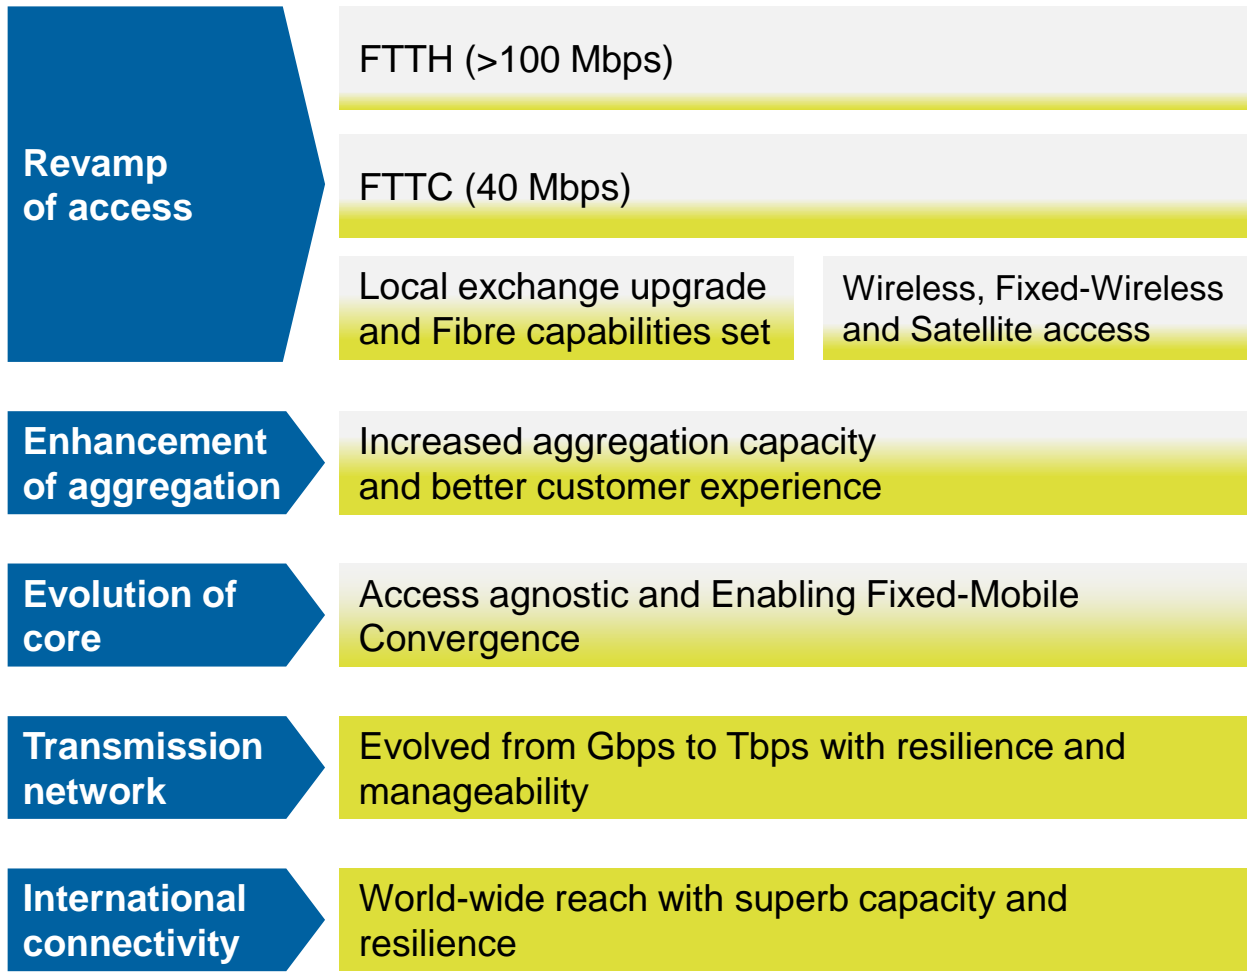 Revamp
of access
FTTH (>100 Mbps)
FTTC (40 Mbps)
Local exchange upgrade
and Fibre capabilities set
Wireless, Fixed-Wireless
and Satellite access
Enhancement
of aggregation
Increased aggregation capacity
and better customer experience
Evolution of
core
Access agnostic and Enabling Fixed-Mobile
Convergence
Transmission
network
Evolved from Gbps to Tbps with resilience and
manageability
International
connectivity
World-wide reach with superb capacity and
resilience